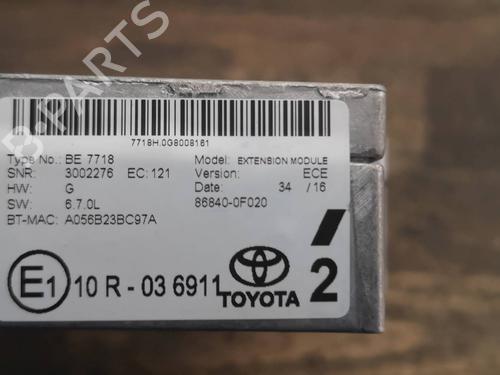 B-PARTS
7718H.0G8008161
Type No.: BE 7718 Model: EXTENSION MODULE
SNR: 3002276 EC: 121 Version: ECE
HW: G Date: 34 / 16
SW: 6.7.0L 86840-0F020
BT-MAC: A056B23BC97A
E1 10 R - 03 6911 TOYOTA 2